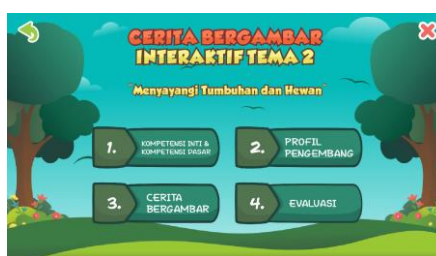 CERITA BERGAMBAR
INTERAKTIF TEMA 2
"Menyayangi Tumbuhan dan Hewan"
1. KOMPETENSI INTI &
KOMPETENSI DASAR
2. PROFIL
PENGEMBANG
3. CERITA
BERGAMBAR
4. EVALUASI